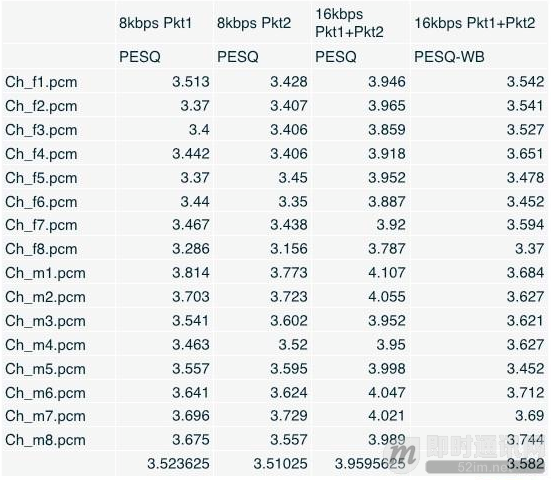 8kbps Pkt1 8kbps Pkt2 16kbps Pkt1+Pkt2 16kbps Pkt1+Pkt2
PESQ PESQ PESQ PESQ-WB
Ch_f1.pcm 3.513 3.428 3.946 3.542
Ch_f2.pcm 3.37 3.407 3.965 3.541
Ch_f3.pcm 3.4 3.406 3.859 3.527
Ch_f4.pcm 3.442 3.406 3.918 3.651
Ch_f5.pcm 3.37 3.45 3.952 3.478
Ch_f6.pcm 3.44 3.35 3.887 3.452
Ch_f7.pcm 3.467 3.438 3.92 3.594
Ch_f8.pcm 3.286 3.156 3.787 3.37
Ch_m1.pcm 3.814 3.773 4.107 3.684
Ch_m2.pcm 3.703 3.723 4.055 3.627
Ch_m3.pcm 3.541 3.602 3.952 3.621
Ch_m4.pcm 3.463 3.52 3.95 3.627
Ch_m5.pcm 3.557 3.595 3.998 3.452
Ch_m6.pcm 3.641 3.624 4.047 3.712
Ch_m7.pcm 3.696 3.729 4.021 3.69
Ch_m8.pcm 3.675 3.557 3.989 3.744
3.523625 3.51025 3.9595625 3.582
即时通讯网
52im.net